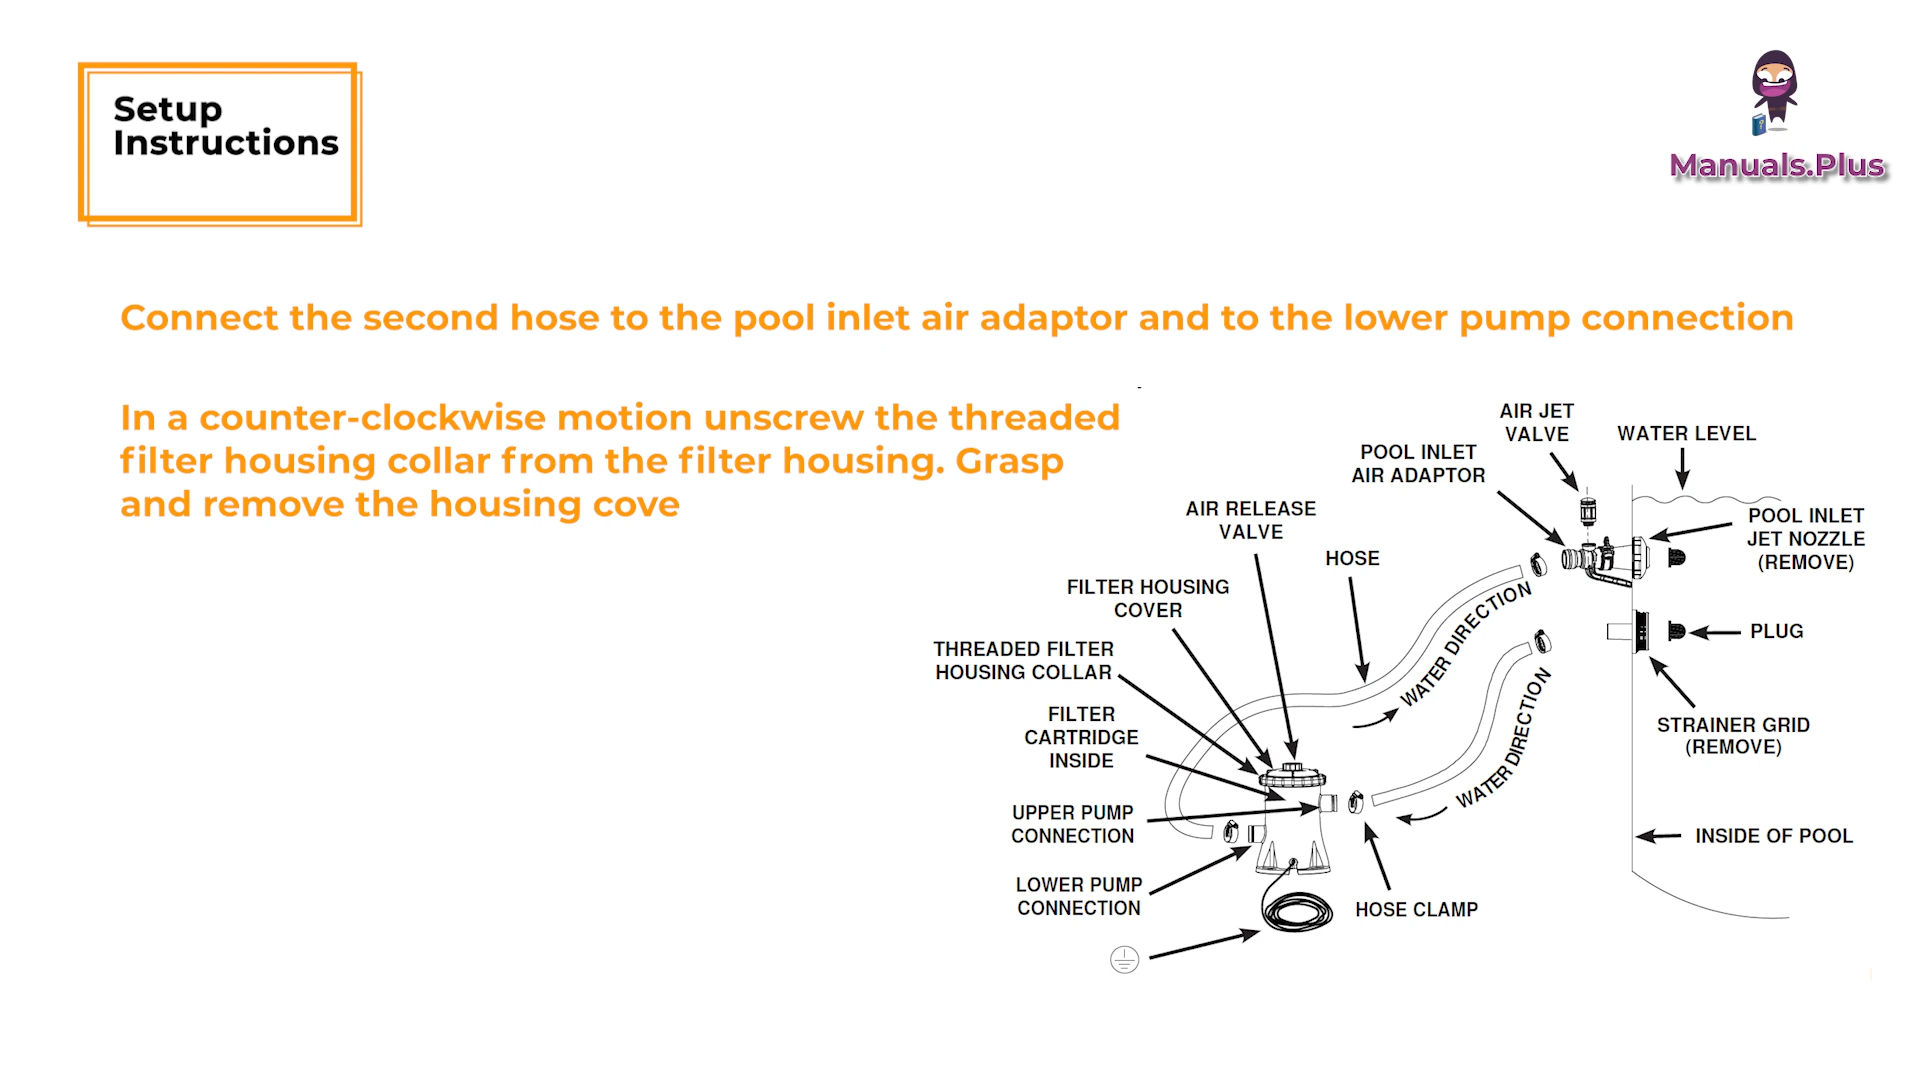 Setup
Instructions
Manuals.Plus
Connect the second hose to the pool inlet air adaptor and to the lower pump connection
In a counter-clockwise motion unscrew the threaded
filter housing collar from the filter housing. Grasp
and remove the housing cove
AIR JET
VALVE
WATER LEVEL
POOL INLET
AIR ADAPTOR
AIR RELEASE
VALVE
POOL INLET
JET NOZZLE
(REMOVE)
HOSE
FILTER HOUSING
COVER
WATER DIRECTION
PLUG
THREADED FILTER
HOUSING COLLAR
WATER DIRECTION
STRAINER GRID
(REMOVE)
FILTER
CARTRIDGE
INSIDE
UPPER PUMP
CONNECTION
INSIDE OF POOL
LOWER PUMP
CONNECTION
HOSE CLAMP